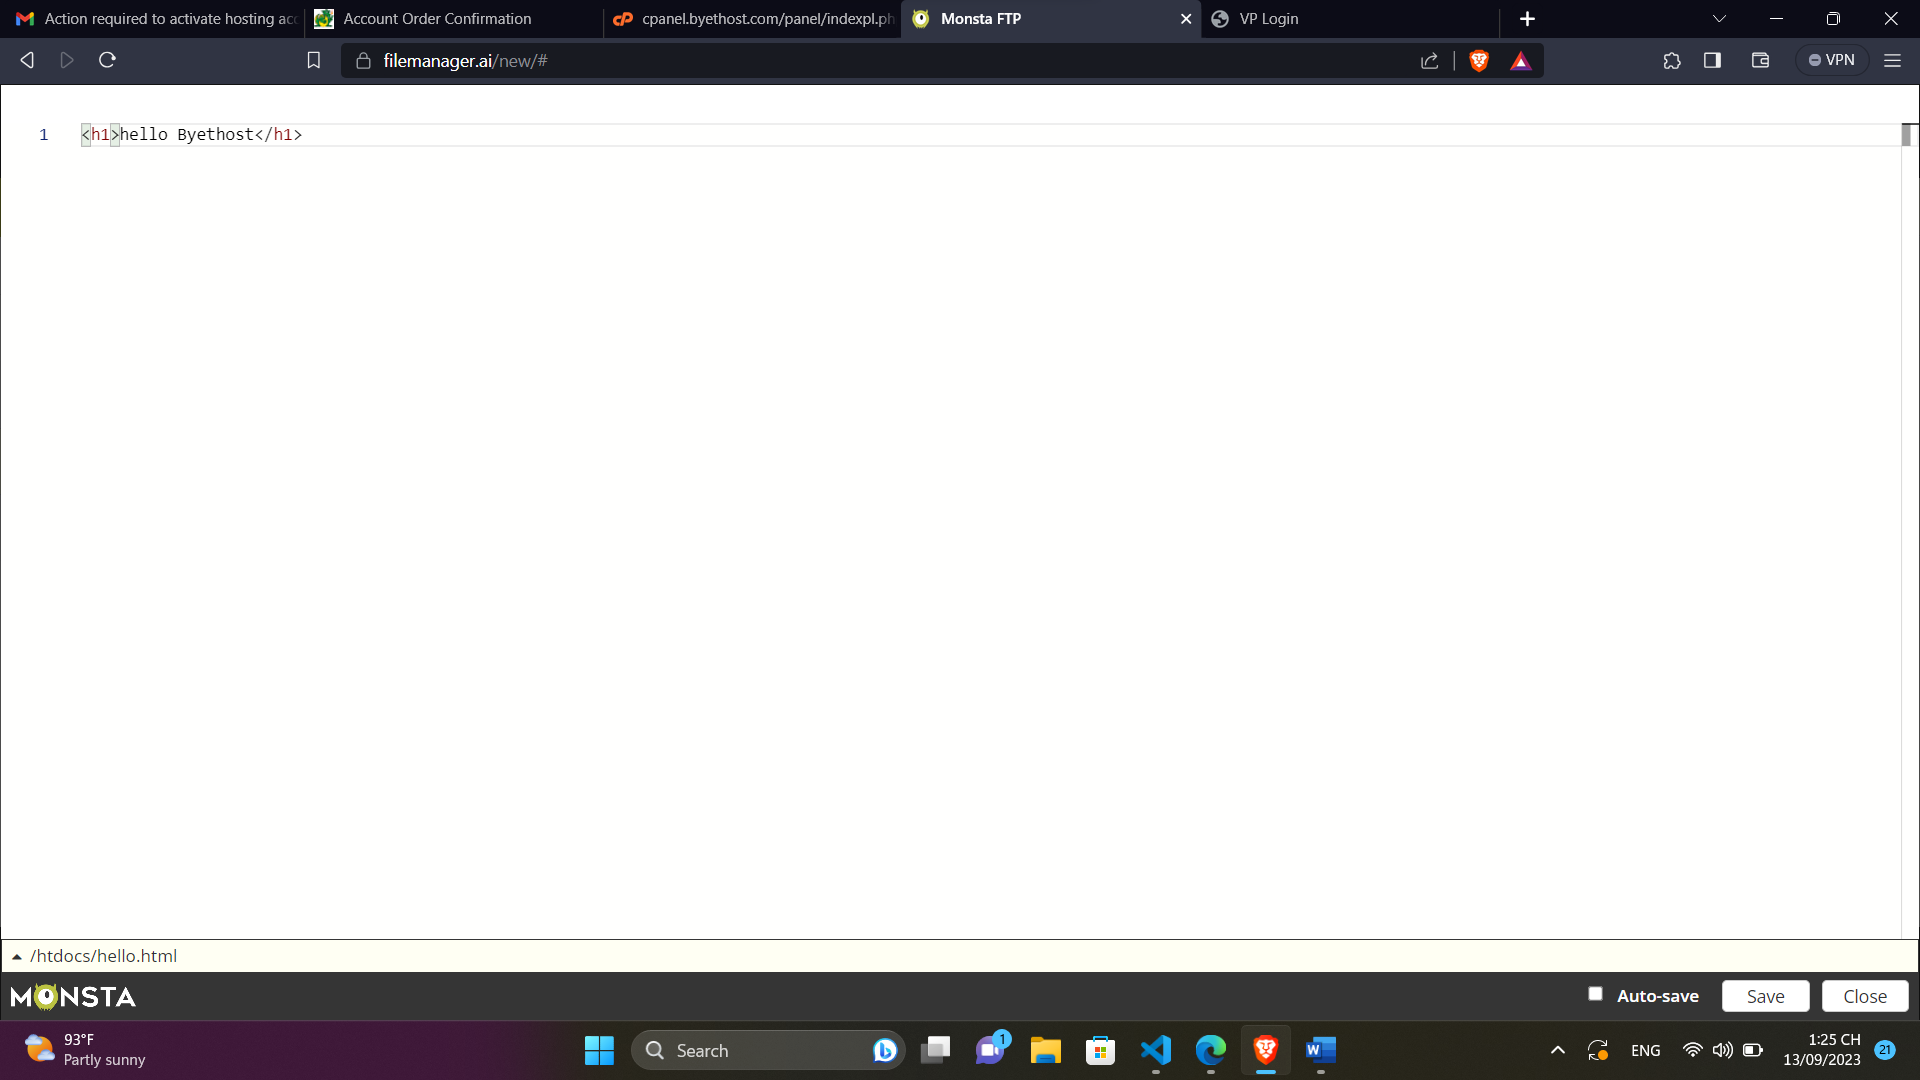 Action required to activate hosting acc
Account Order Confirmation
cpanel.byethost.com/panel/indexpl.ph
Monsta FTP
VP Login
filemanager.ai/new/#
VPN
1 <h1>hello Byethost</h1>
/htdocs/hello.html
MONSTA
Auto-save
Save
Close
93°F
Partly sunny
Search
1
ENG
1:25 CH
13/09/2023
21